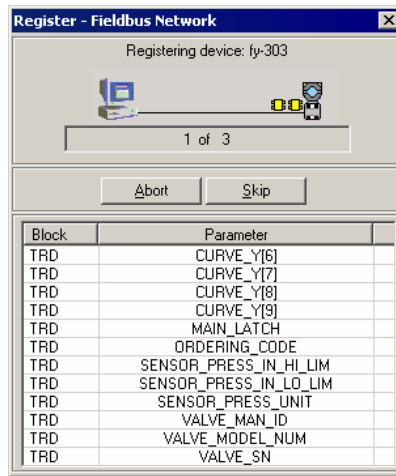 Register - Fieldbus Network
Registering device: fy-303
1 of 3
Abort Skip
Block Parameter
TRD CURVE_Y[6]
TRD CURVE_Y[7]
TRD CURVE_Y[8]
TRD CURVE_Y[9]
TRD MAIN_LATCH
TRD ORDERING_CODE
TRD SENSOR_PRESS_IN_HI_LIM
TRD SENSOR_PRESS_IN_LO_LIM
TRD SENSOR_PRESS_UNIT
TRD VALVE_MAN_ID
TRD VALVE_MODEL_NUM
TRD VALVE_SN